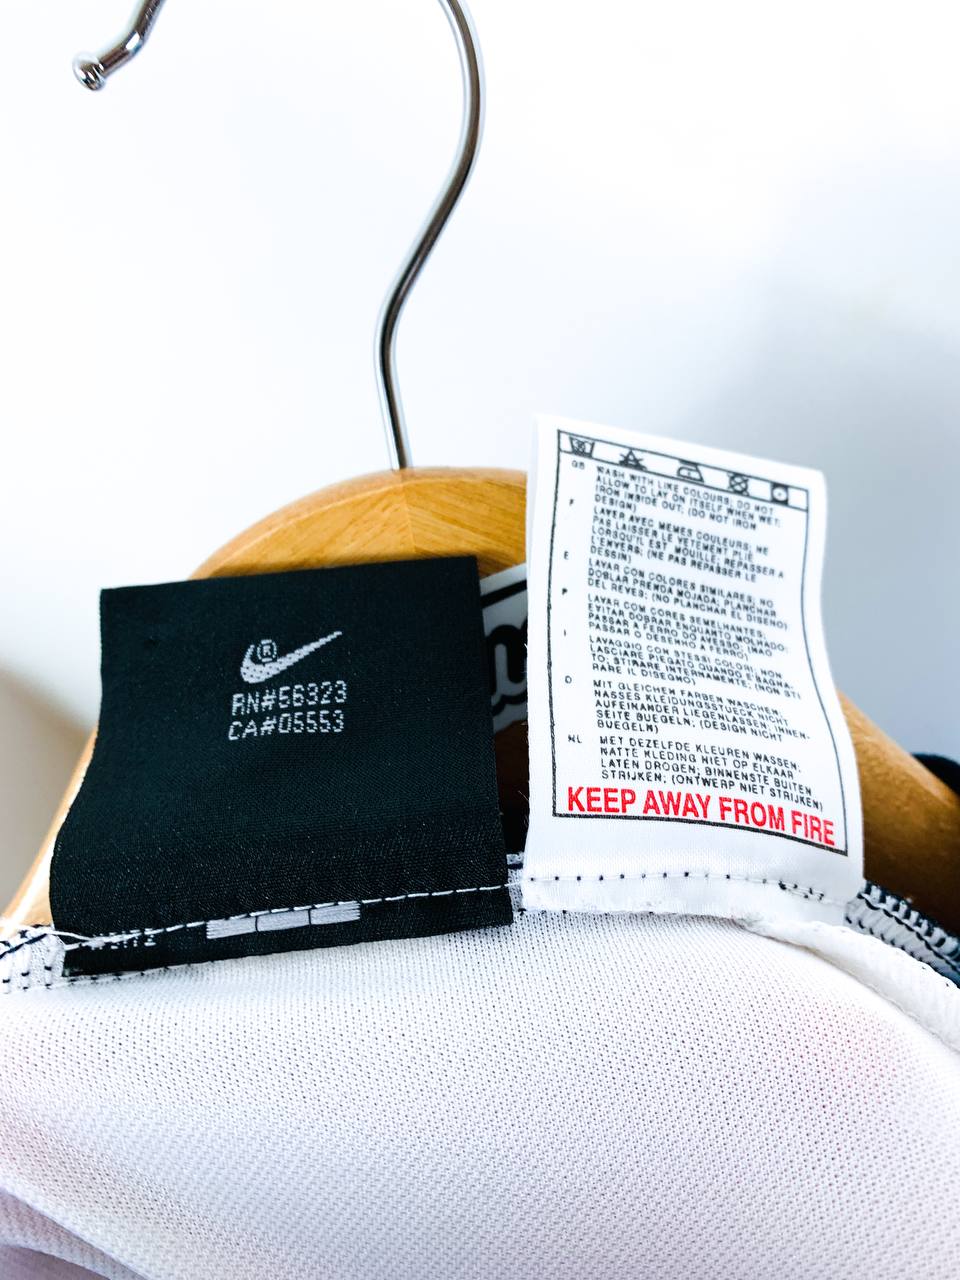 ®
RN#56323
CA#05553
GB WASH WITH LIKE COLOURS; DO NOT
ALLOW TO LAY ON ITSELF WHEN WET;
IRON INSIDE OUT; (DO NOT IRON
DESIGN)
F LAVER AVEC MEMES COULEURS; NE
PAS LAISSER LE VETEMENT PLIE
LORSQU'IL EST MOUILLE; REPASSER A
L'ENVERS; (NE PAS REPASSER LE
DESSIN)
E LAVAR CON COLORES SIMILARES; NO
DOBLAR PRENDA MOJADA; PLANCHAR
DEL REVES; (NO PLANCHAR EL DISENO)
P LAVAR COM CORES SEMELHANTES;
EVITAR DOBRAR ENQUANTO MOLHADO;
PASSAR A FERRO DO AVESSO; (NAO
PASSAR O DESENHO A FERRO)
I LAVAGGIO CON STESSI COLORI; NON
LASCIARE PIEGATO QUANDO E'BAGNA-
TO; STIRARE INTERNAMENTE; (NON STI
RARE IL DISEGNO)
D MIT GLEICHEN FARBEN WASCHEN;
NASSES KLEIDUNGSSTUECK NICHT
AUFEINANDER LIEGENLASSEN; INNEN-
SEITE BUEGELN; (DESIGN NICHT
BUEGELN)
NL MET DEZELFDE KLEUREN WASSEN;
NATTE KLEDING NIET OP ELKAAR
LATEN DROGEN; BINNENSTE BUITEN
STRIJKEN; (ONTWERP NIET STRIJKEN)
KEEP AWAY FROM FIRE